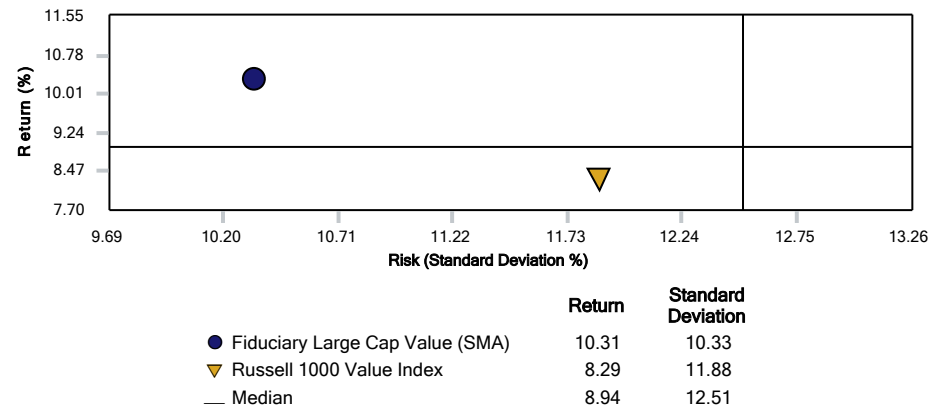 11.55
10.78
10.01
9.24
8.47
7.70
Return (%)
9.69 10.20 10.71 11.22 11.73 12.24 12.75 13.26
Risk (Standard Deviation %)
Return Standard Deviation
Fiduciary Large Cap Value (SMA) 10.31 10.33
Russell 1000 Value Index 8.29 11.88
Median 8.94 12.51